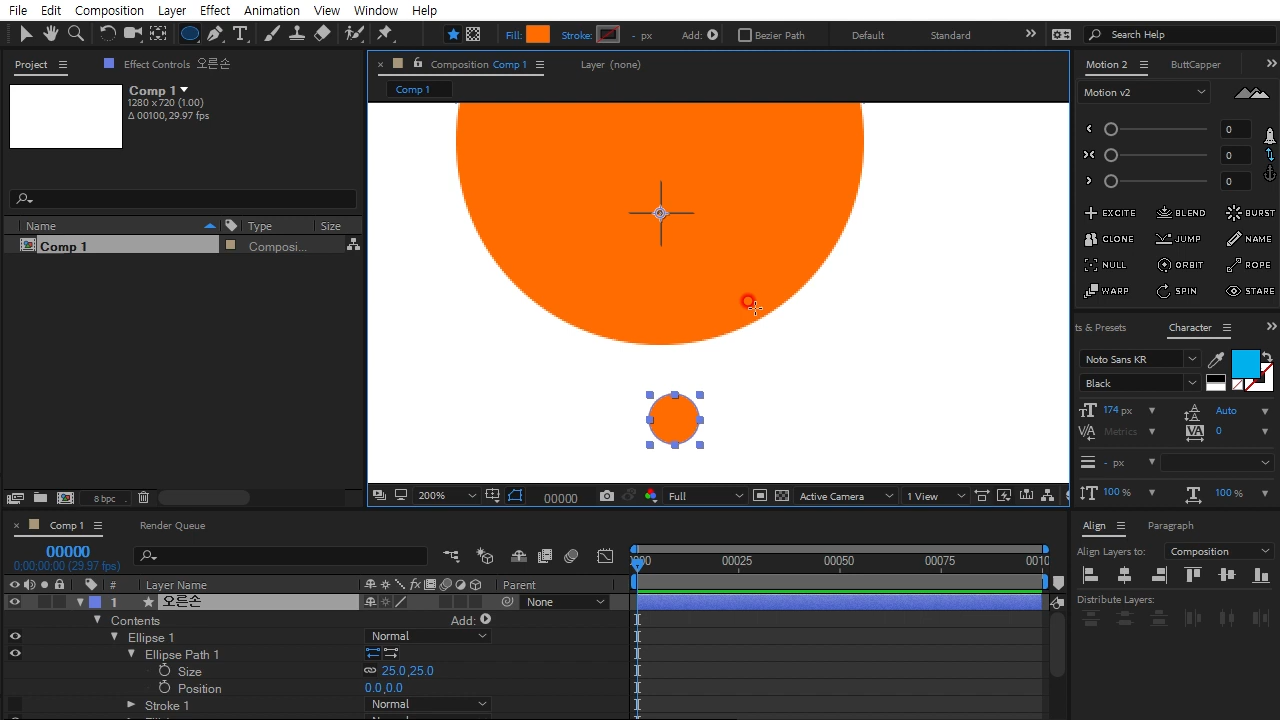 File Edit Composition Layer Effect Animation View Window Help
Fill: Stroke: - px Add: Bezier Path Default Standard Search Help
Project Effect Controls 오른손
Composition Comp 1 Layer (none)
Motion 2 ButtCapper
Comp 1
1280 x 720 (1.00)
Δ 00100, 29.97 fps
Comp 1
Motion v2
0
0
0
Name Type Size
Comp 1 Composi...
EXCITE BLEND BURST
CLONE JUMP NAME
NULL ORBIT ROPE
WARP SPIN STARE
ts & Presets Character
Noto Sans KR
Black
174 px Auto
Metrics 0
- px
100 % 100 %
8 bpc
200% 00000 Full Active Camera 1 View
Comp 1 Render Queue
Align Paragraph
00000
0;00;00;00 (29.97 fps)
00025 00050 00075
Align Layers to: Composition
# Layer Name Parent
Distribute Layers:
1 오른손 None
Contents Add:
Ellipse 1 Normal
Ellipse Path 1
Size 25.0,25.0
Position 0.0,0.0
Stroke 1 Normal